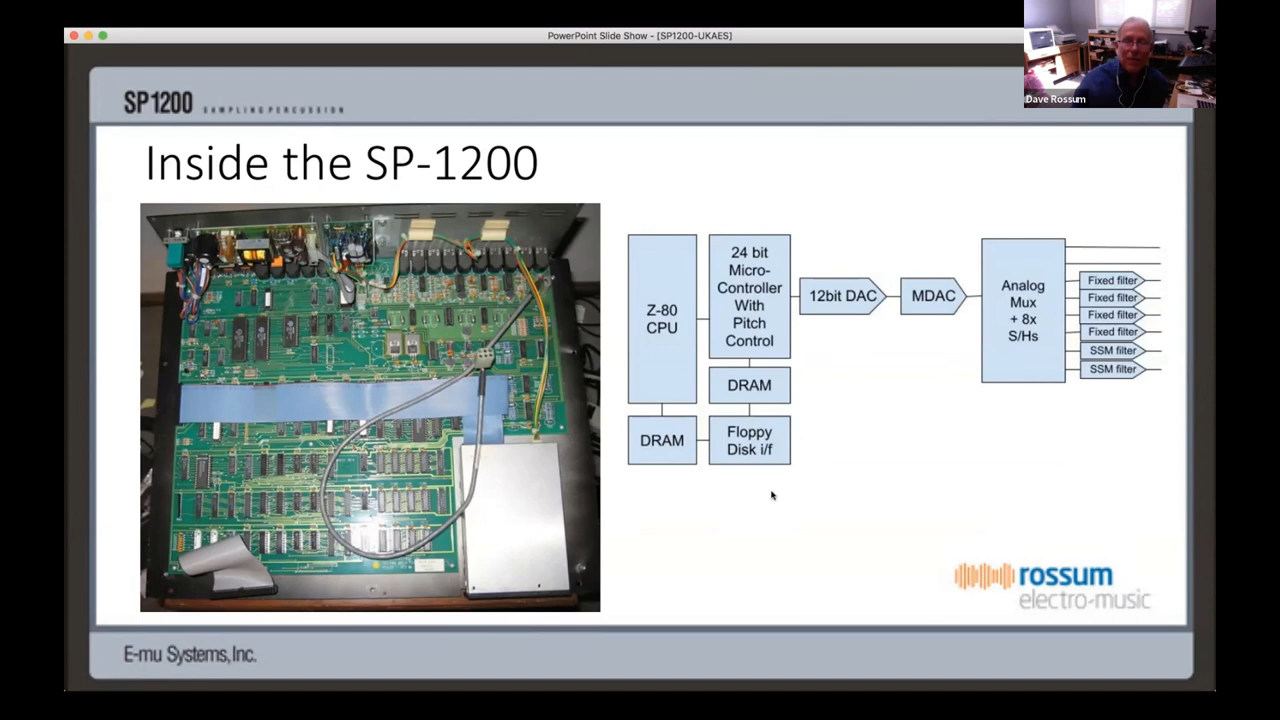 PowerPoint Slide Show - [SP1200-UKAES]
Dave Rossum
SP1200 SAMPLING PERCUSSION
Inside the SP-1200
Z-80
CPU
24 bit
Micro-
Controller
With
Pitch
Control
12bit DAC
MDAC
Analog
Mux
+ 8x
S/Hs
Fixed filter
Fixed filter
Fixed filter
Fixed filter
SSM filter
SSM filter
DRAM
DRAM
Floppy
Disk i/f
rossum
electro-music
E-mu Systems, Inc.